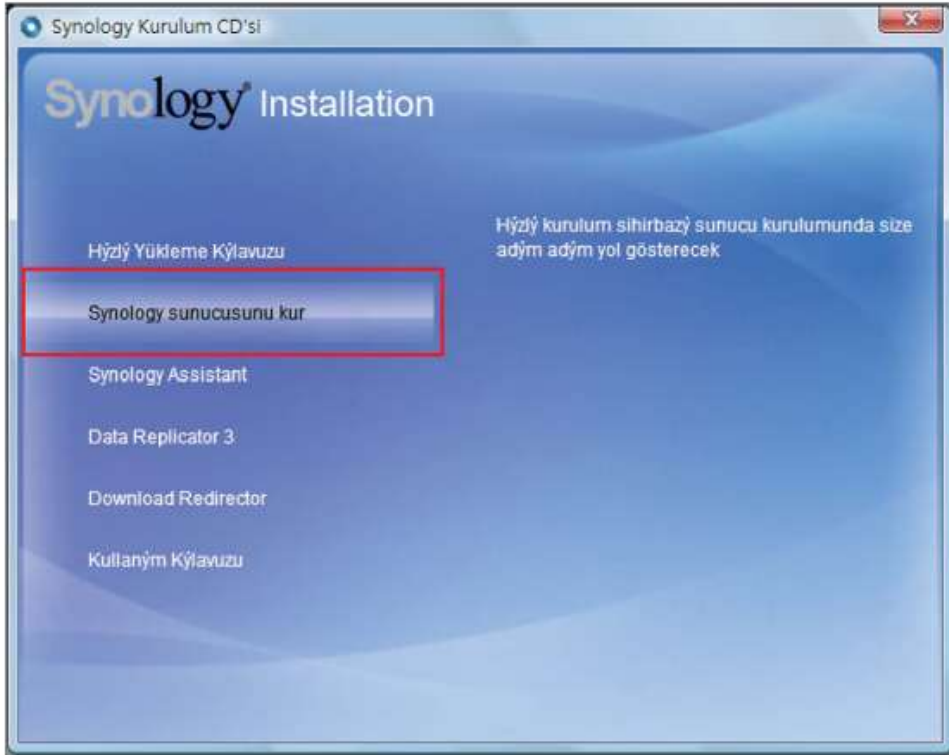 Synology Kurulum CD'si
Synology Installation
Hýzlý Yükleme Kýlavuzu
Synology sunucusunu kur
Synology Assistant
Data Replicator 3
Download Redirector
Kullaným Kýlavuzu
Hýzlý kurulum sihirbazý sunucu kurulumunda size
adým adým yol gösterecek